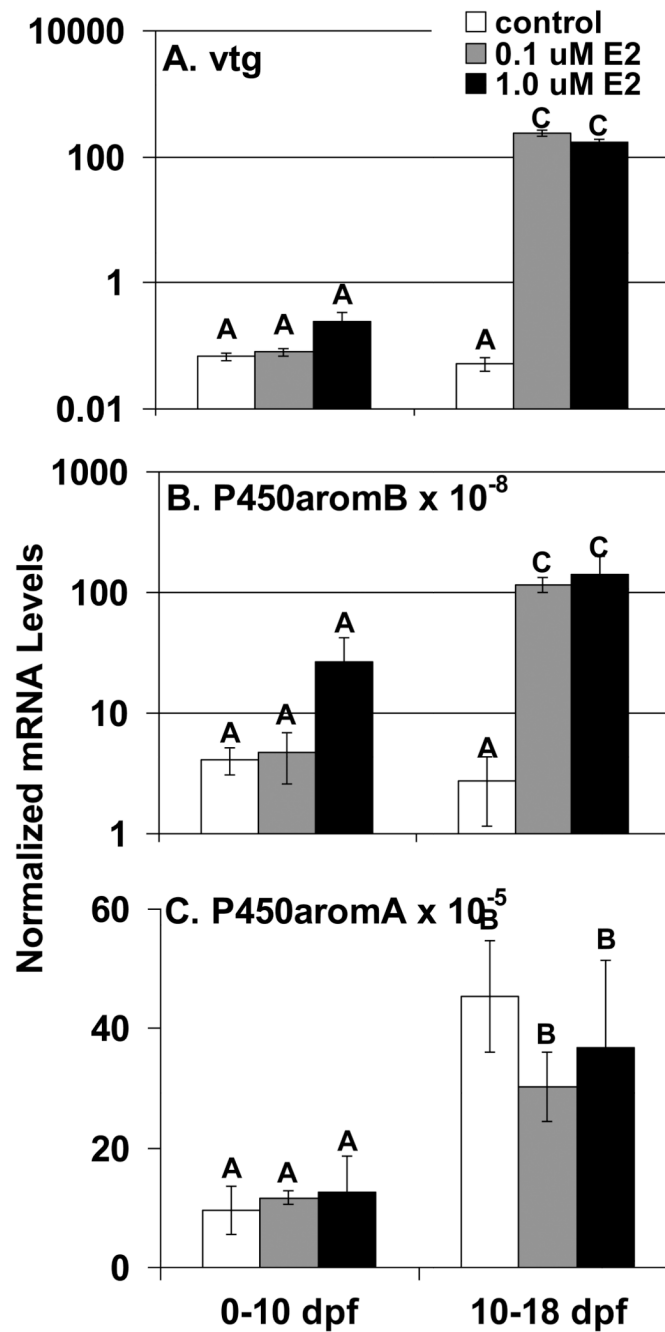 control
0.1 uM E2
1.0 uM E2
A. vtg
10000
100
1
0.01
A
A
A
A
C
C
B. P450aromB x 10-8
1000
100
10
1
A
A
A
A
C
C
C. P450aromA x 10-5
60
40
20
0
A
A
A
B
B
B
0-10 dpf
10-18 dpf
Normalized mRNA Levels